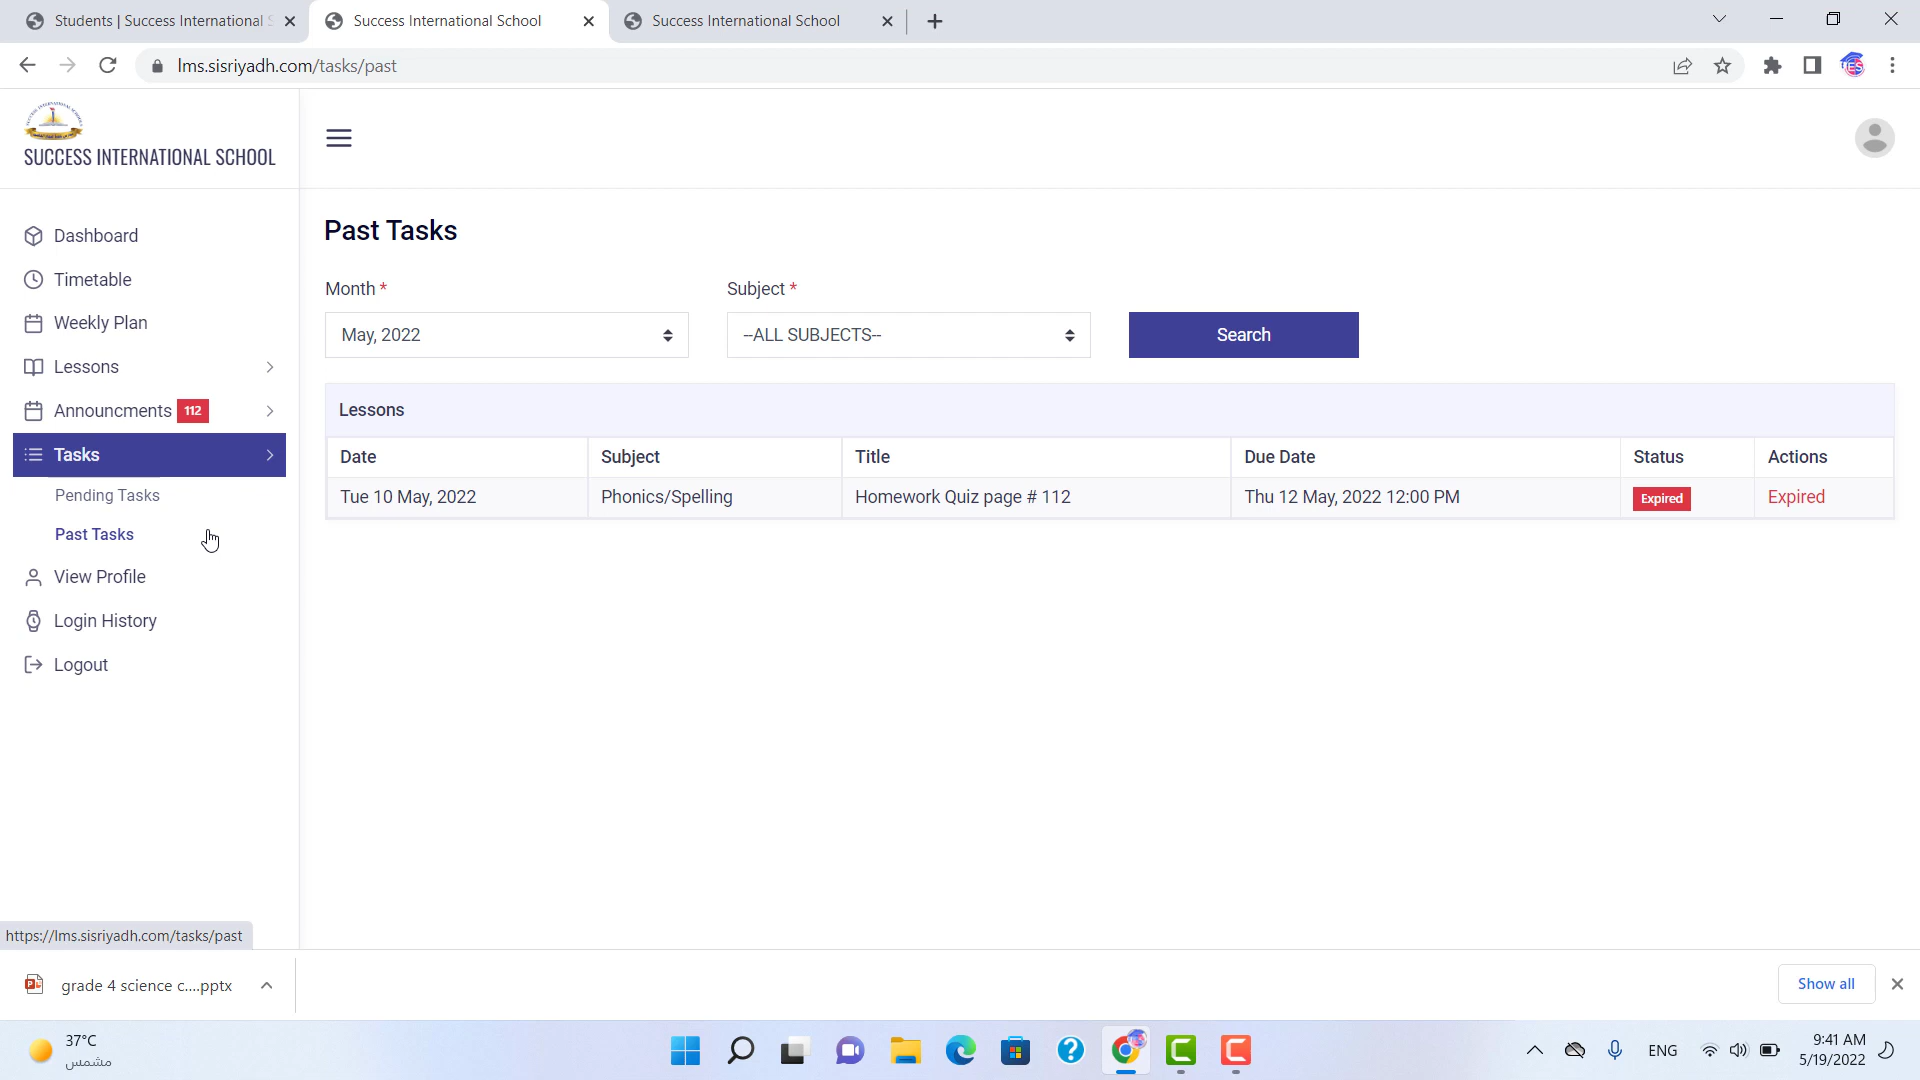 Students | Success International S
Success International School
Success International School
lms.sisriyadh.com/tasks/past
SUCCESS INTERNATIONAL SCHOOL
Dashboard
Timetable
Weekly Plan
Lessons
Announcments 112
Tasks
Pending Tasks
Past Tasks
View Profile
Login History
Logout
Past Tasks
Month *
Subject *
May, 2022
--ALL SUBJECTS--
Search
Lessons
Date Subject Title Due Date Status Actions
Tue 10 May, 2022 Phonics/Spelling Homework Quiz page # 112 Thu 12 May, 2022 12:00 PM Expired Expired
https://lms.sisriyadh.com/tasks/past
grade 4 science c....pptx
Show all
37°C
مشمس
ENG
9:41 AM
5/19/2022